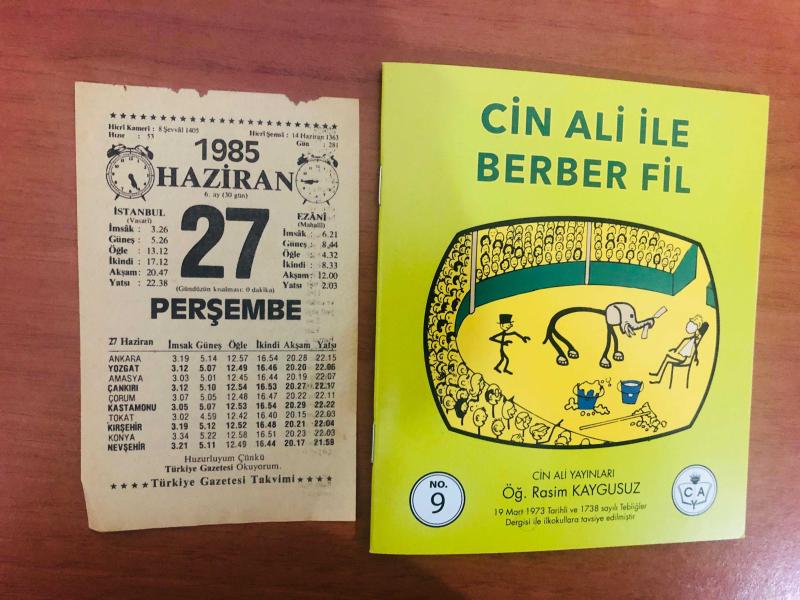 Hicrî Kamerî : 8 Şevvâl 1405
Hızır : 53
Hicrî Şemsî : 14 Haziran 1363
Gün : 281
1985
HAZİRAN
6. ay (30 gün)
İSTANBUL
(Vasatî)
İmsâk : 3.26
Güneş : 5.26
Öğle : 13.12
İkindi : 17.12
Akşam : 20.47
Yatsı : 22.38
27
EZÂNÎ
(Mahallî)
İmsâk : 6.21
Güneş : 8.44
Öğle : 4.32
İkindi : 8.33
Akşam : 12.00
Yatsı : 2.03
(Gündüzün kısalması: 0 dakika)
PERŞEMBE
27 Haziran İmsak Güneş Öğle İkindi Akşam Yatsı
ANKARA 3.19 5.14 12.57 16.54 20.28 22.15
YOZGAT 3.12 5.07 12.49 16.46 20.20 22.06
AMASYA 3.03 5.01 12.45 16.44 20.19 22.07
ÇANKIRI 3.12 5.10 12.54 16.53 20.27 22.17
ÇORUM 3.07 5.05 12.48 16.47 20.22 22.11
KASTAMONU 3.05 5.07 12.53 16.54 20.29 22.22
TOKAT 3.02 4.59 12.42 16.40 20.15 22.03
KIRŞEHİR 3.19 5.12 12.52 16.48 20.21 22.04
KONYA 3.34 5.22 12.58 16.51 20.23 22.03
NEVŞEHİR 3.21 5.11 12.49 16.44 20.17 21.59
Huzurluyum Çünkü
Türkiye Gazetesi Okuyorum.
★★★★ Türkiye Gazetesi Takvimi ★★★★
CİN ALİ İLE
BERBER FİL
CİN ALİ YAYINLARI
Öğ. Rasim KAYGUSUZ
19 Mart 1973 Tarihli ve 1738 sayılı Tebliğler
Dergisi ile ilkokullara tavsiye edilmiştir
NO.
9
C A
Y